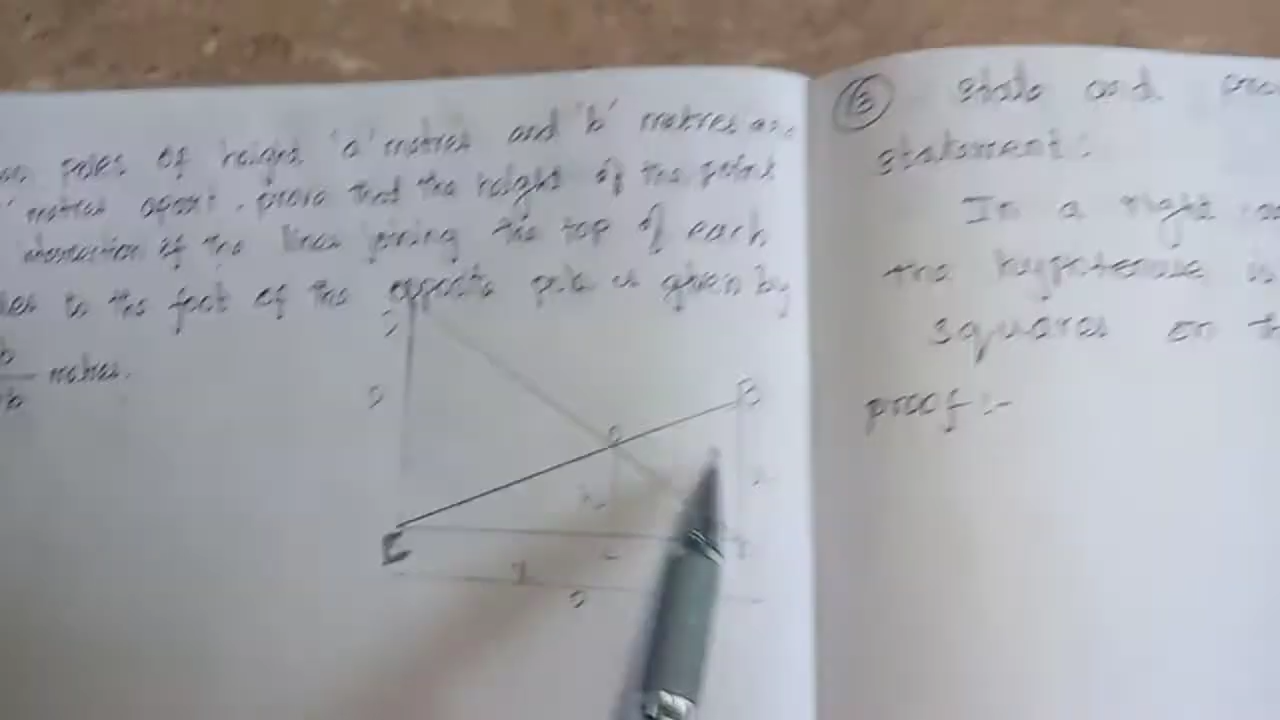 poles of height 'a' metres and 'b' metres are
metres apart. prove that the height of the point
intersection of the lines joining the top of each
to the foot of the opposite pole is given by
metres.
B
C
h
L
x
(13) State and
Statement:
In a right
the hypotenuse is
squares on
proof :-